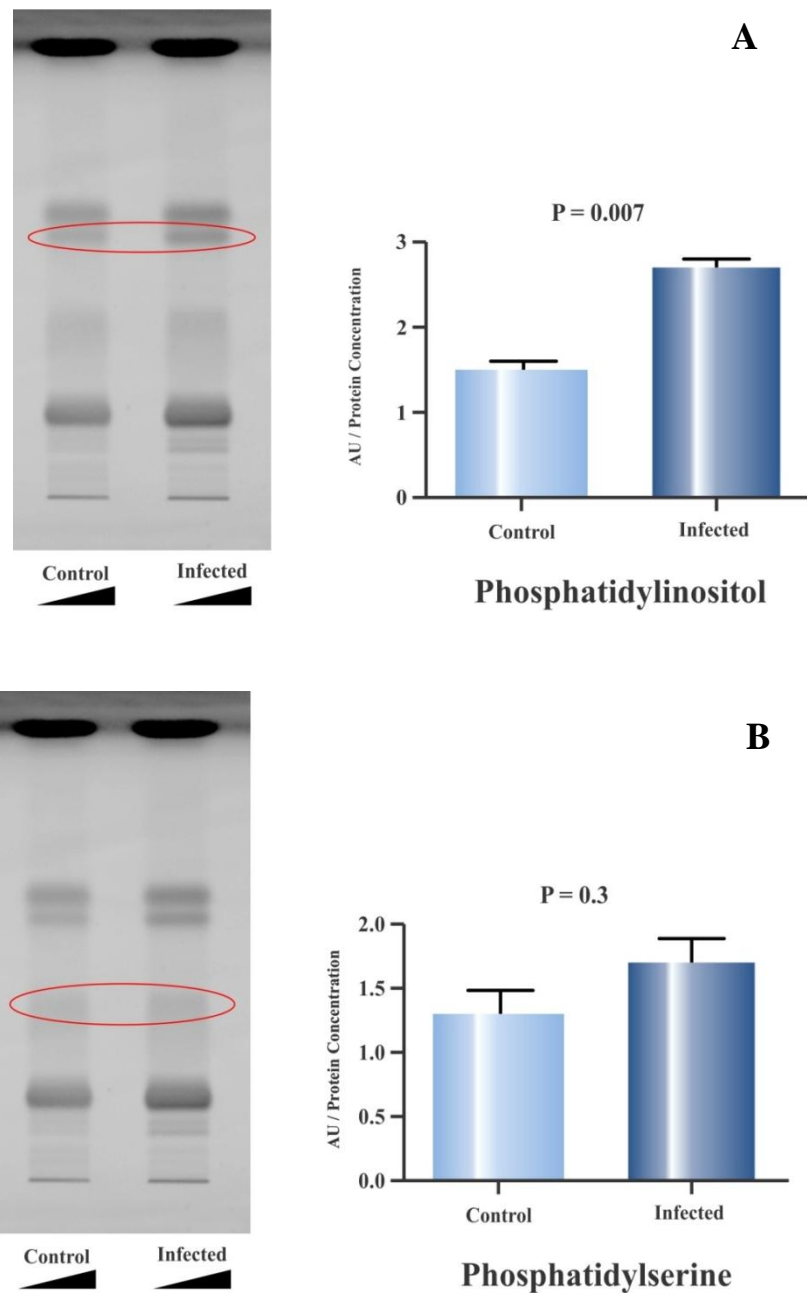 A
P = 0.007
3
2
1
0
AU / Protein Concentration
Control
Infected
Phosphatidylinositol
Control
Infected
B
P = 0.3
2.0
1.5
1.0
0.5
0.0
AU / Protein Concentration
Control
Infected
Phosphatidylserine
Control
Infected